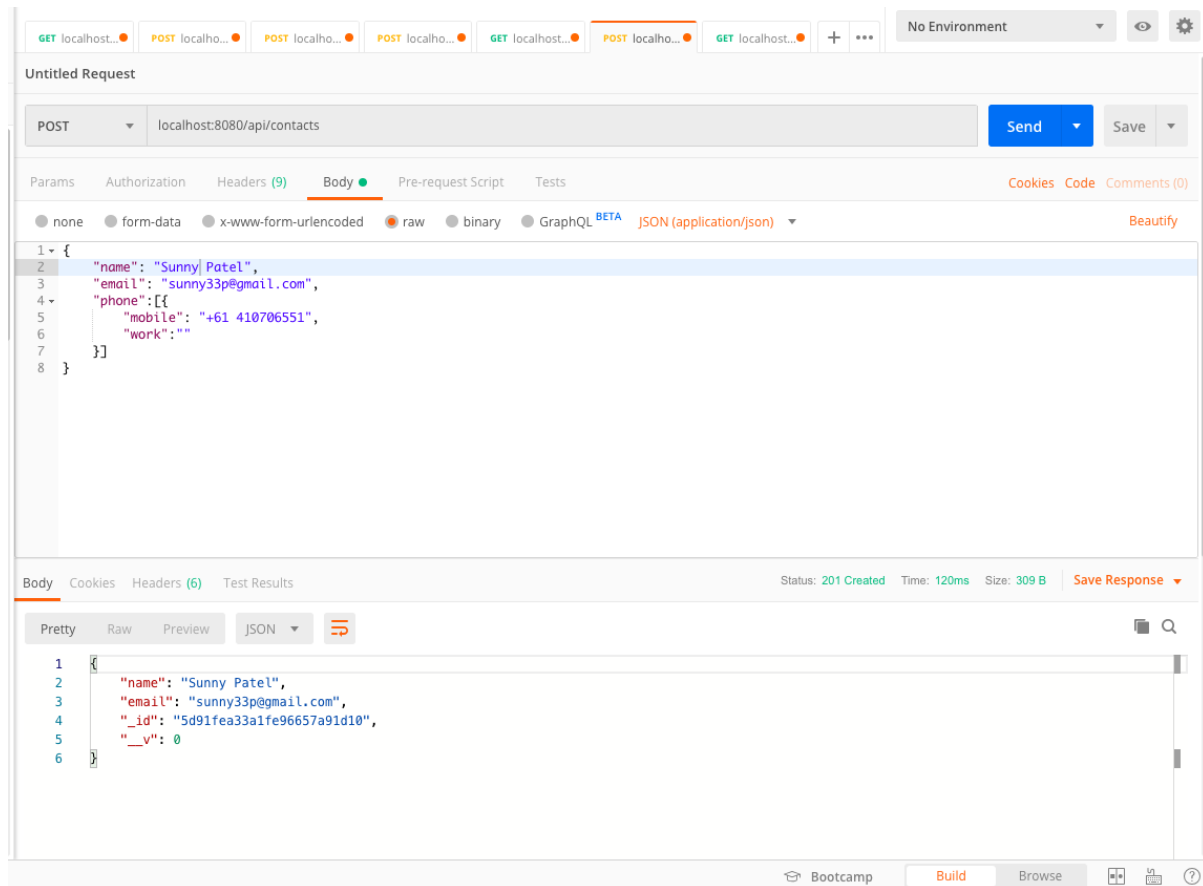 GET localhost... POST localho... POST localho... POST localho... GET localhost... POST localho... GET localhost... + ••• No Environment
Untitled Request
POST localhost:8080/api/contacts Send Save
Params Authorization Headers (9) Body Pre-request Script Tests Cookies Code Comments (0)
none form-data x-www-form-urlencoded raw binary GraphQL BETA JSON (application/json) Beautify
1 {
2 "name": "Sunny Patel",
3 "email": "sunny33p@gmail.com",
4 "phone":[{
5 "mobile": "+61 410706551",
6 "work":""
7 }]
8 }
Body Cookies Headers (6) Test Results Status: 201 Created Time: 120ms Size: 309 B Save Response
Pretty Raw Preview JSON
1 {
2 "name": "Sunny Patel",
3 "email": "sunny33p@gmail.com",
4 "_id": "5d91fea33a1fe96657a91d10",
5 "__v": 0
6 }
Bootcamp Build Browse